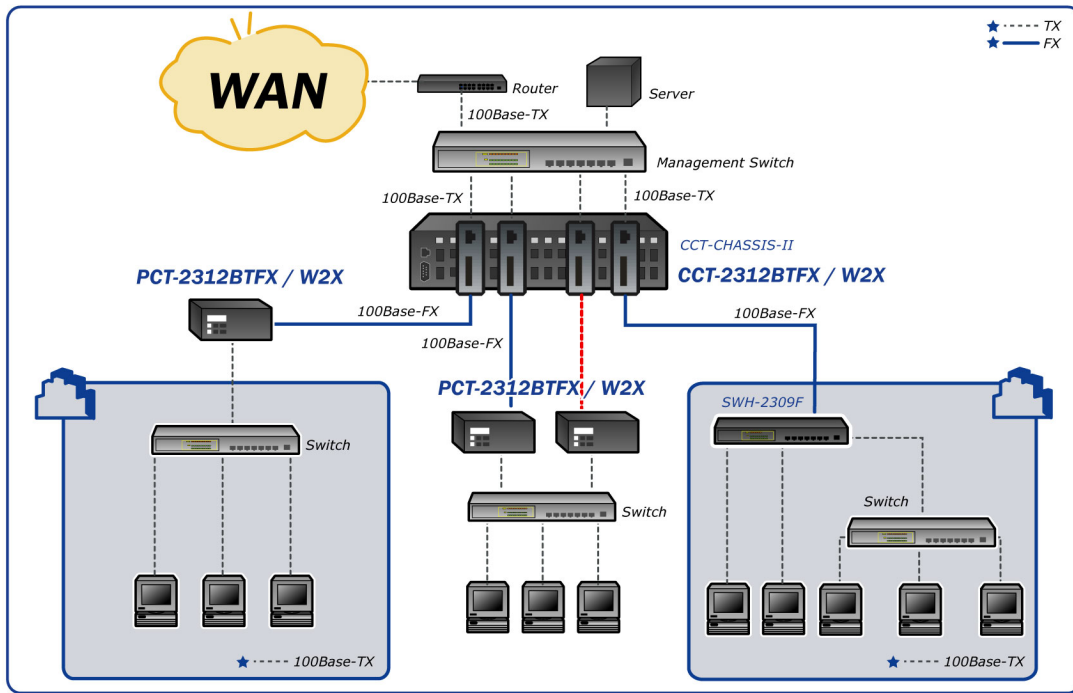 TX
FX
WAN
Router
Server
100Base-TX
Management Switch
100Base-TX
100Base-TX
CCT-CHASSIS-II
PCT-2312BTFX / W2X
CCT-2312BTFX / W2X
100Base-FX
100Base-FX
100Base-FX
PCT-2312BTFX / W2X
SWH-2309F
Switch
Switch
Switch
100Base-TX
100Base-TX